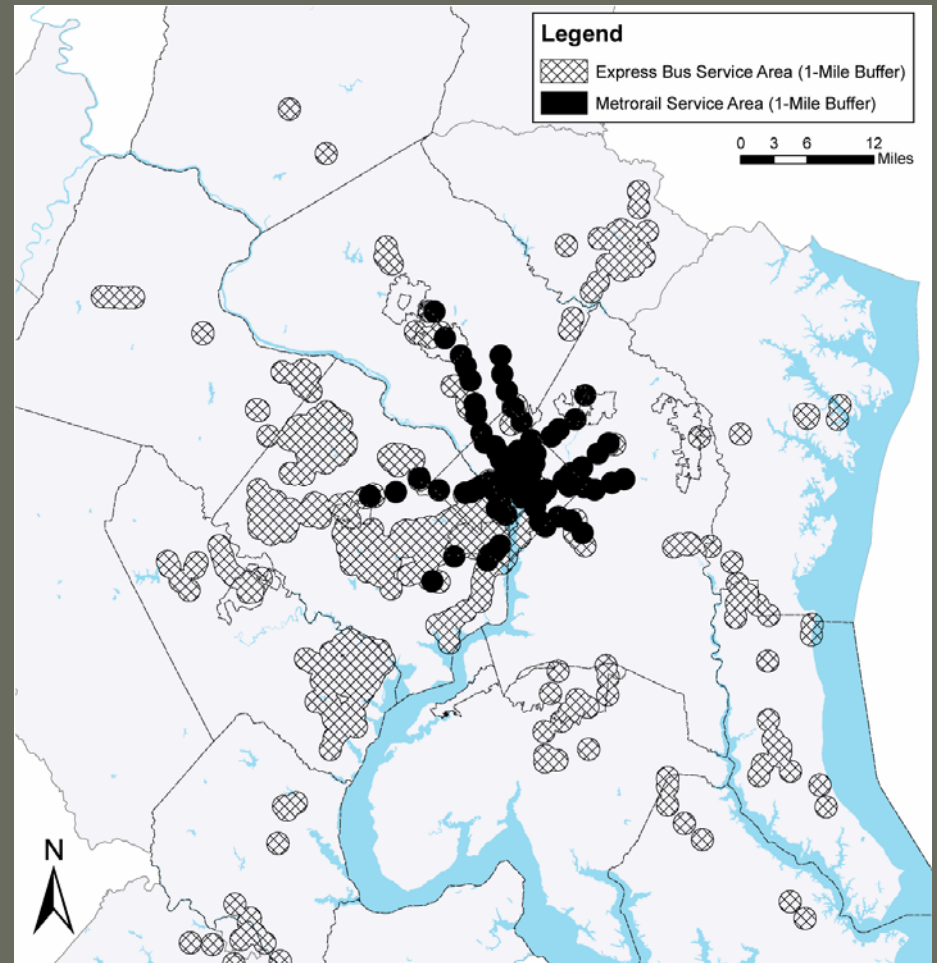 Legend
Express Bus Service Area (1-Mile Buffer)
Metrorail Service Area (1-Mile Buffer)
0 3 6 12
Miles
N